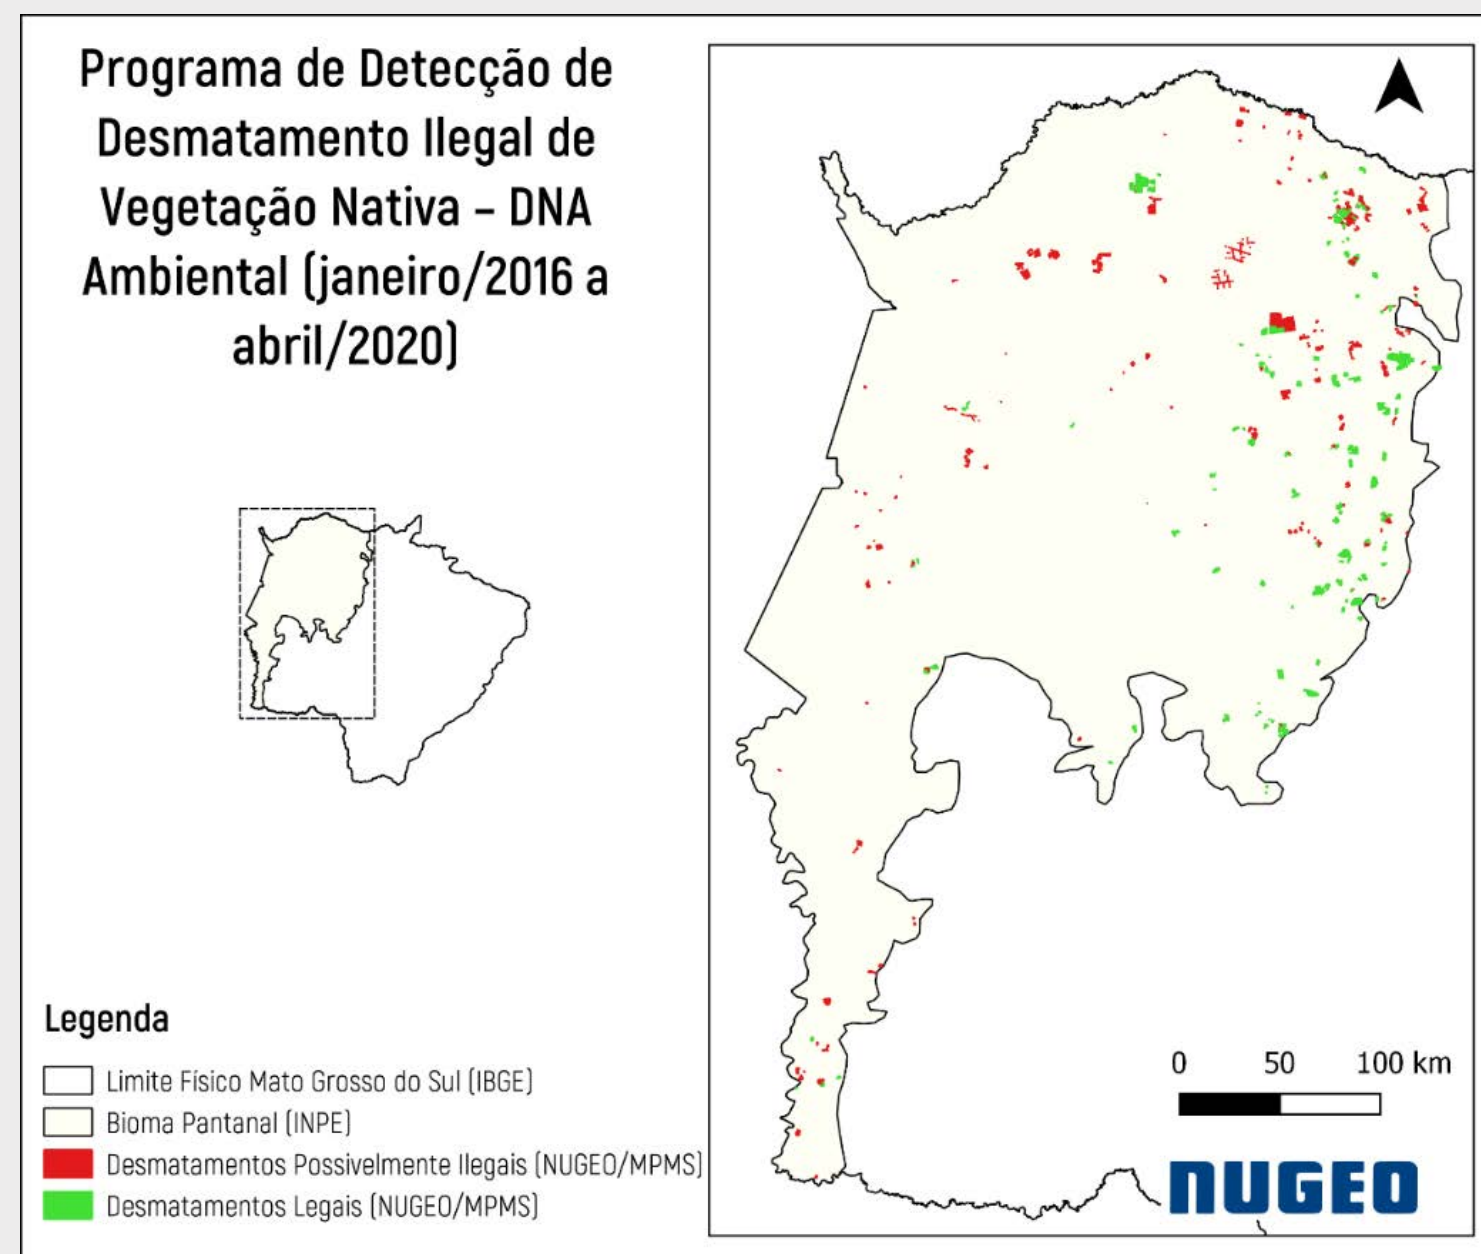 Programa de Detecção de
Desmatamento Ilegal de
Vegetação Nativa – DNA
Ambiental (janeiro/2016 a
abril/2020)
Legenda
Limite Físico Mato Grosso do Sul (IBGE)
Bioma Pantanal (INPE)
Desmatamentos Possivelmente Ilegais (NUGEO/MPMS)
Desmatamentos Legais (NUGEO/MPMS)
0 50 100 km
NUGEO